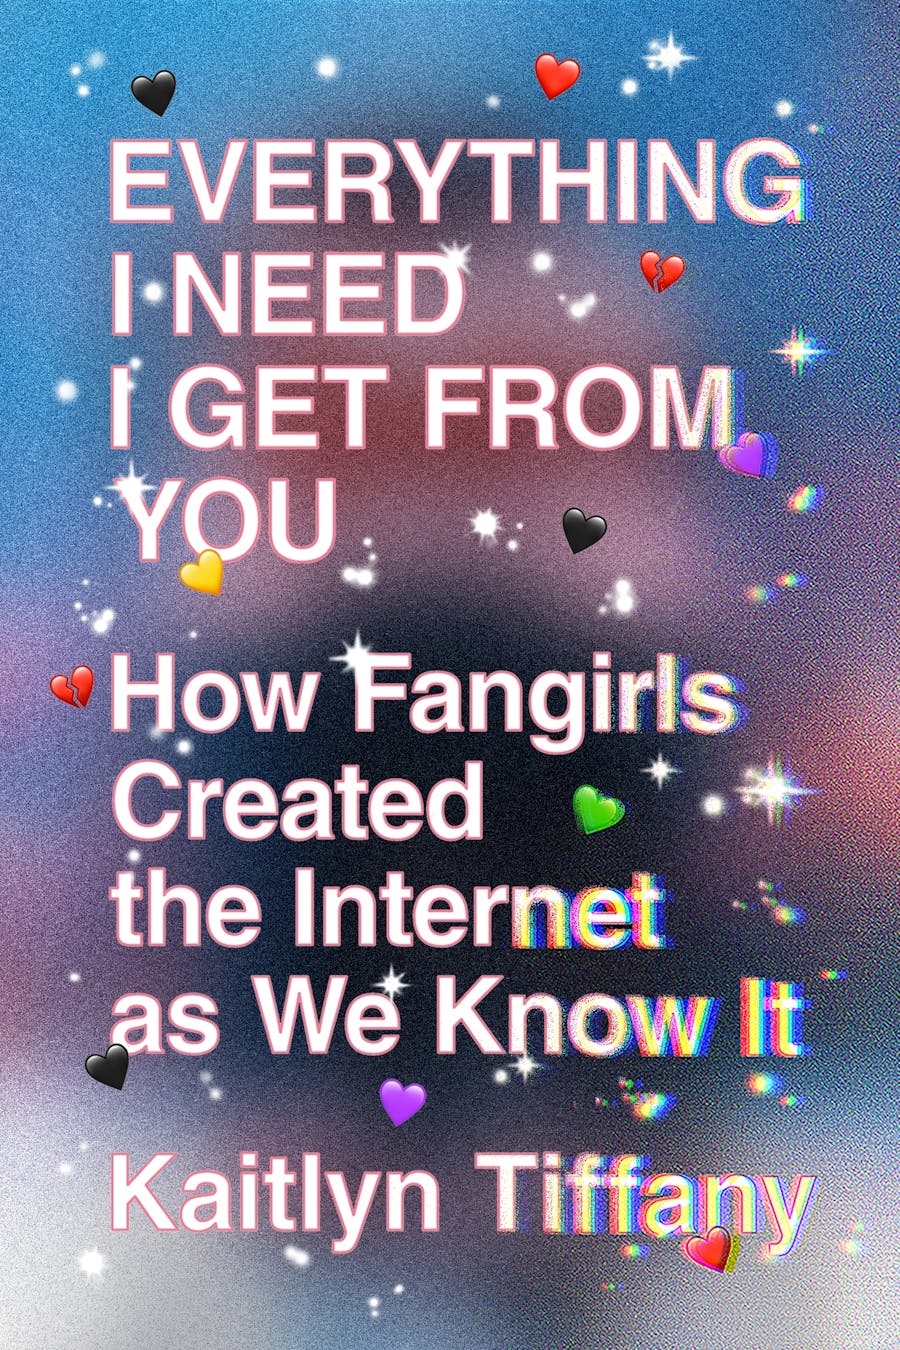 EVERYTHING
I NEED
I GET FROM
YOU
How Fangirls
Created
the Internet
as We Know It
Kaitlyn Tiffany